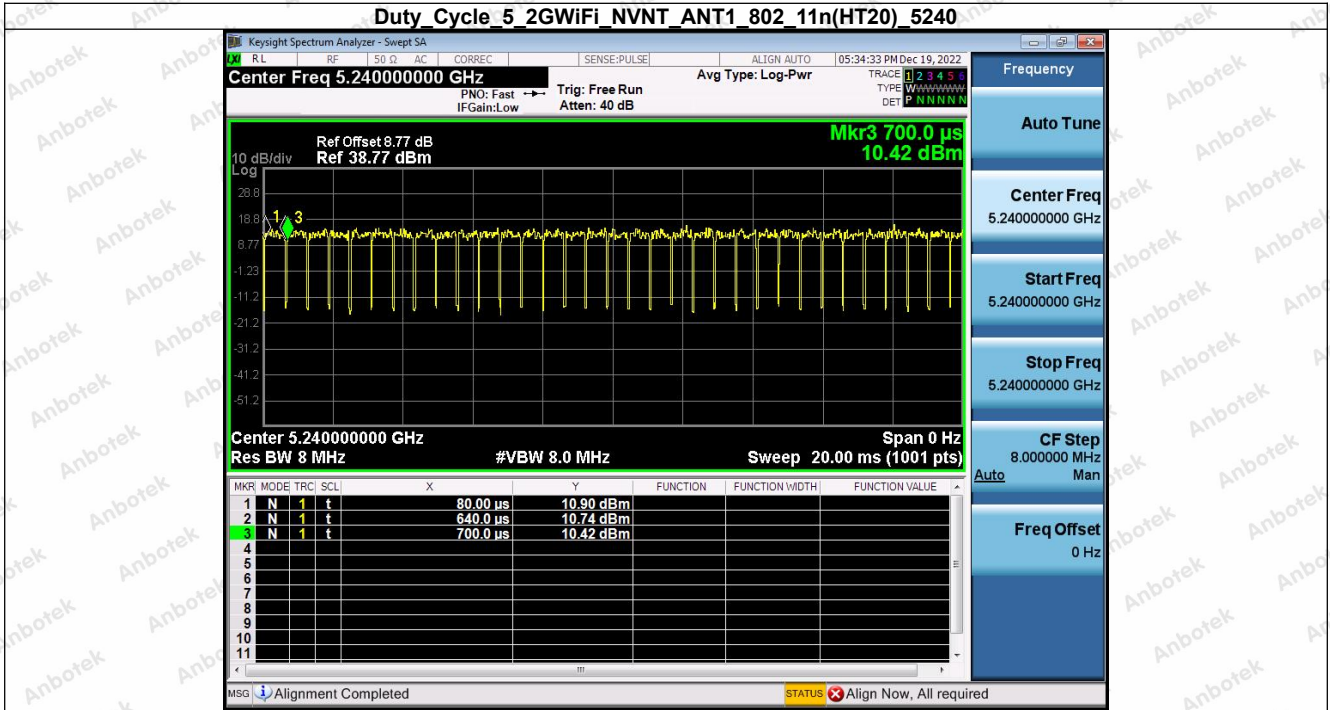 Duty_Cycle_5_2GWiFi_NVNT_ANT1_802_11n(HT20)_5240
Keysight Spectrum Analyzer - Swept SA
LXI RL RF 50 Ω AC CORREC SENSE:PULSE ALIGN AUTO 05:34:33 PM Dec 19, 2022
Center Freq 5.240000000 GHz
PNO: Fast
IFGain:Low
Trig: Free Run
Atten: 40 dB
Avg Type: Log-Pwr
TRACE 1 2 3 4 5 6
TYPE WWWWWW
DET P N N N N N
Mkr3 700.0 µs
10.42 dBm
Ref Offset 8.77 dB
10 dB/div Ref 38.77 dBm
Log
28.8
18.8
8.77
-1.23
-11.2
-21.2
-31.2
-41.2
-51.2
1 3
Center 5.240000000 GHz Span 0 Hz
Res BW 8 MHz #VBW 8.0 MHz Sweep 20.00 ms (1001 pts)
MKR MODE TRC SCL X Y FUNCTION FUNCTION WIDTH FUNCTION VALUE
1 N 1 t 80.00 µs 10.90 dBm
2 N 1 t 640.0 µs 10.74 dBm
3 N 1 t 700.0 µs 10.42 dBm
4
5
6
7
8
9
10
11
MSG Alignment Completed STATUS Align Now, All required
Frequency
Auto Tune
Center Freq
5.240000000 GHz
Start Freq
5.240000000 GHz
Stop Freq
5.240000000 GHz
CF Step
8.000000 MHz
Auto Man
Freq Offset
0 Hz
Anbotek